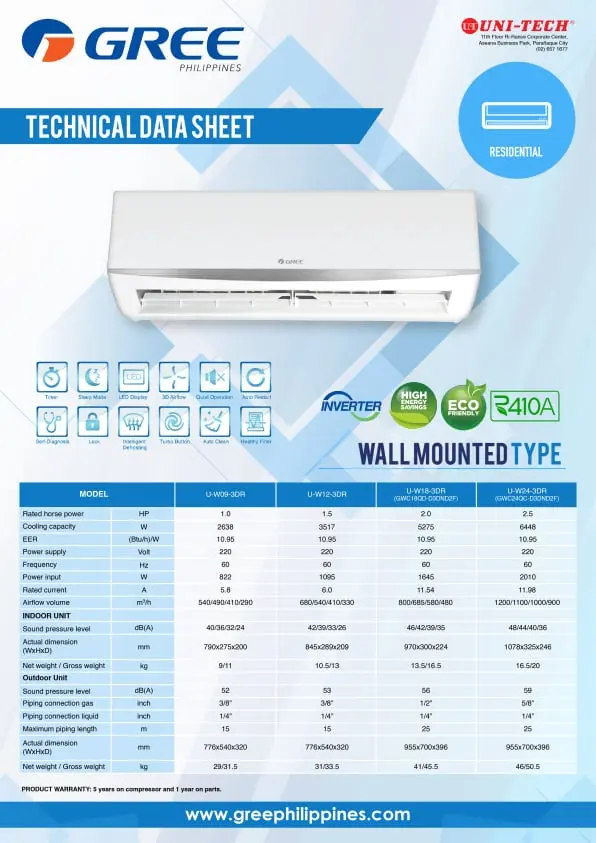 GREE
PHILIPPINES
UNI-TECH®
11th Floor Ri-Rance Corporate Center,
Aseana Business Park, Parañaque City
(02) 657 1677
TECHNICAL DATA SHEET
RESIDENTIAL
GREE
Timer
Sleep Mode
LED Display
3D Airflow
Quiet Operation
Auto Restart
Self-Diagnosis
Lock
Intelligent Defrosting
Turbo Button
Auto Clean
Healthy Filter
INVERTER
HIGH
ENERGY
SAVINGS
ECO
FRIENDLY
R410A
WALL MOUNTED TYPE
MODEL U-W09-3DR U-W12-3DR U-W18-3DR (GWC18QD-D3DND2F) U-W24-3DR (GWC24QC-D3DND2F)
Rated horse power HP 1.0 1.5 2.0 2.5
Cooling capacity W 2638 3517 5275 6448
EER (Btu/h)/W 10.95 10.95 10.95 10.95
Power supply Volt 220 220 220 220
Frequency Hz 60 60 60 60
Power input W 822 1095 1645 2010
Rated current A 5.8 6.0 11.54 11.98
Airflow volume m³/h 540/490/410/290 680/540/410/330 800/685/580/480 1200/1100/1000/900
INDOOR UNIT
Sound pressure level dB(A) 40/36/32/24 42/39/33/26 46/42/39/35 48/44/40/36
Actual dimension (WxHxD) mm 790x275x200 845x289x209 970x300x224 1078x325x246
Net weight / Gross weight kg 9/11 10.5/13 13.5/16.5 16.5/20
Outdoor Unit
Sound pressure level dB(A) 52 53 56 59
Piping connection gas inch 3/8" 3/8" 1/2" 5/8"
Piping connection liquid inch 1/4" 1/4" 1/4" 1/4"
Maximum piping length m 15 15 25 25
Actual dimension (WxHxD) mm 776x540x320 776x540x320 955x700x396 955x700x396
Net weight / Gross weight kg 29/31.5 31/33.5 41/45.5 46/50.5
PRODUCT WARRANTY: 5 years on compressor and 1 year on parts.
www.greephilippines.com